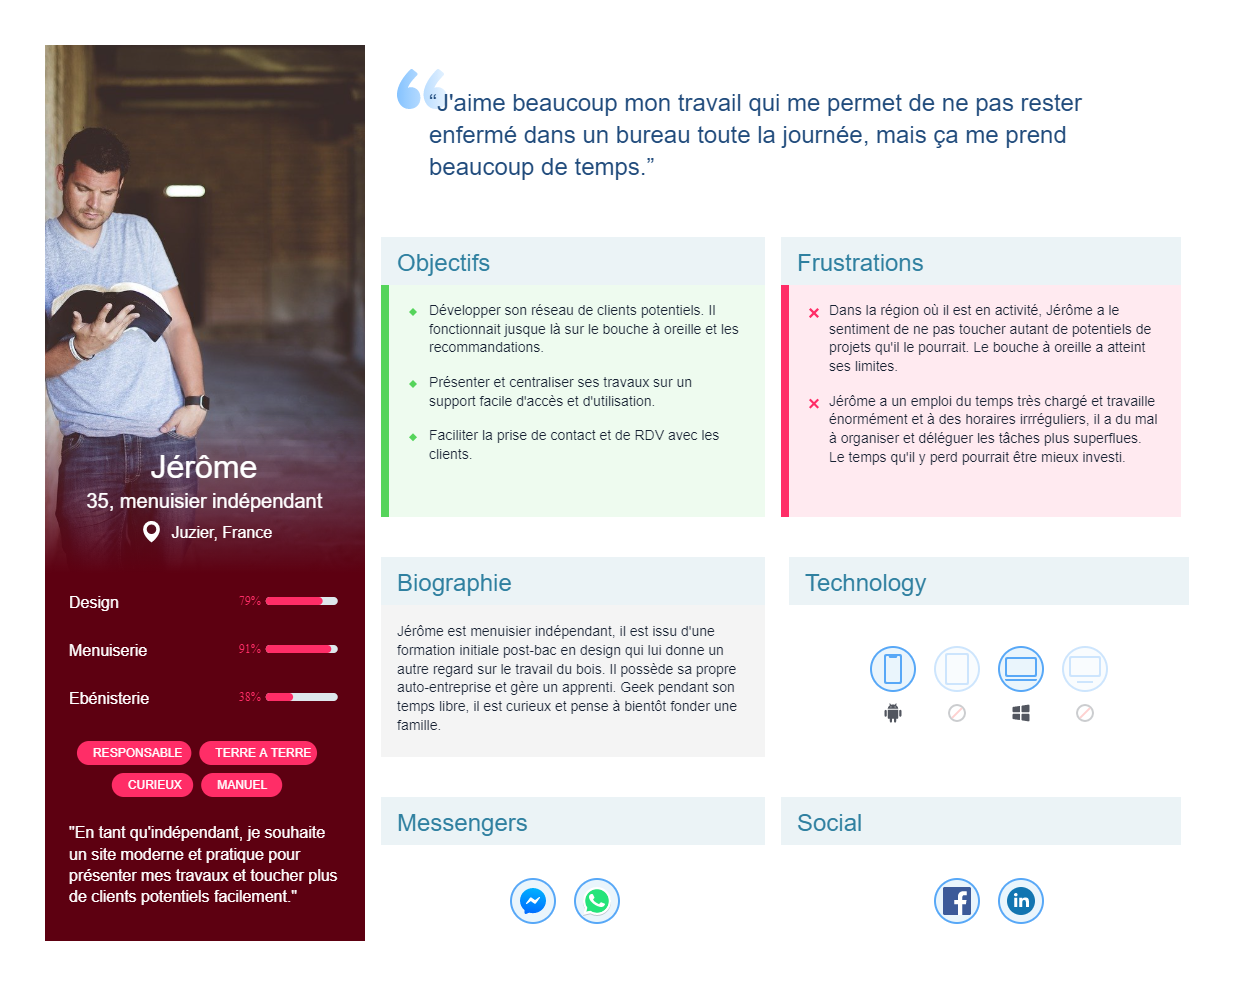 “J'aime beaucoup mon travail qui me permet de ne pas rester
enfermé dans un bureau toute la journée, mais ça me prend
beaucoup de temps.”
Jérôme
35, menuisier indépendant
Juzier, France
Design 79%
Menuiserie 91%
Ebénisterie 38%
RESPONSABLE TERRE A TERRE
CURIEUX MANUEL
"En tant qu'indépendant, je souhaite
un site moderne et pratique pour
présenter mes travaux et toucher plus
de clients potentiels facilement."
Objectifs
Développer son réseau de clients potentiels. Il
fonctionnait jusque là sur le bouche à oreille et les
recommandations.
Présenter et centraliser ses travaux sur un
support facile d'accès et d'utilisation.
Faciliter la prise de contact et de RDV avec les
clients.
Frustrations
Dans la région où il est en activité, Jérôme a le
sentiment de ne pas toucher autant de potentiels de
projets qu'il le pourrait. Le bouche à oreille a atteint
ses limites.
Jérôme a un emploi du temps très chargé et travaille
énormément et à des horaires irrréguliers, il a du mal
à organiser et déléguer les tâches plus superflues.
Le temps qu'il y perd pourrait être mieux investi.
Biographie
Jérôme est menuisier indépendant, il est issu d'une
formation initiale post-bac en design qui lui donne un
autre regard sur le travail du bois. Il possède sa propre
auto-entreprise et gère un apprenti. Geek pendant son
temps libre, il est curieux et pense à bientôt fonder une
famille.
Technology
Messengers
Social
in